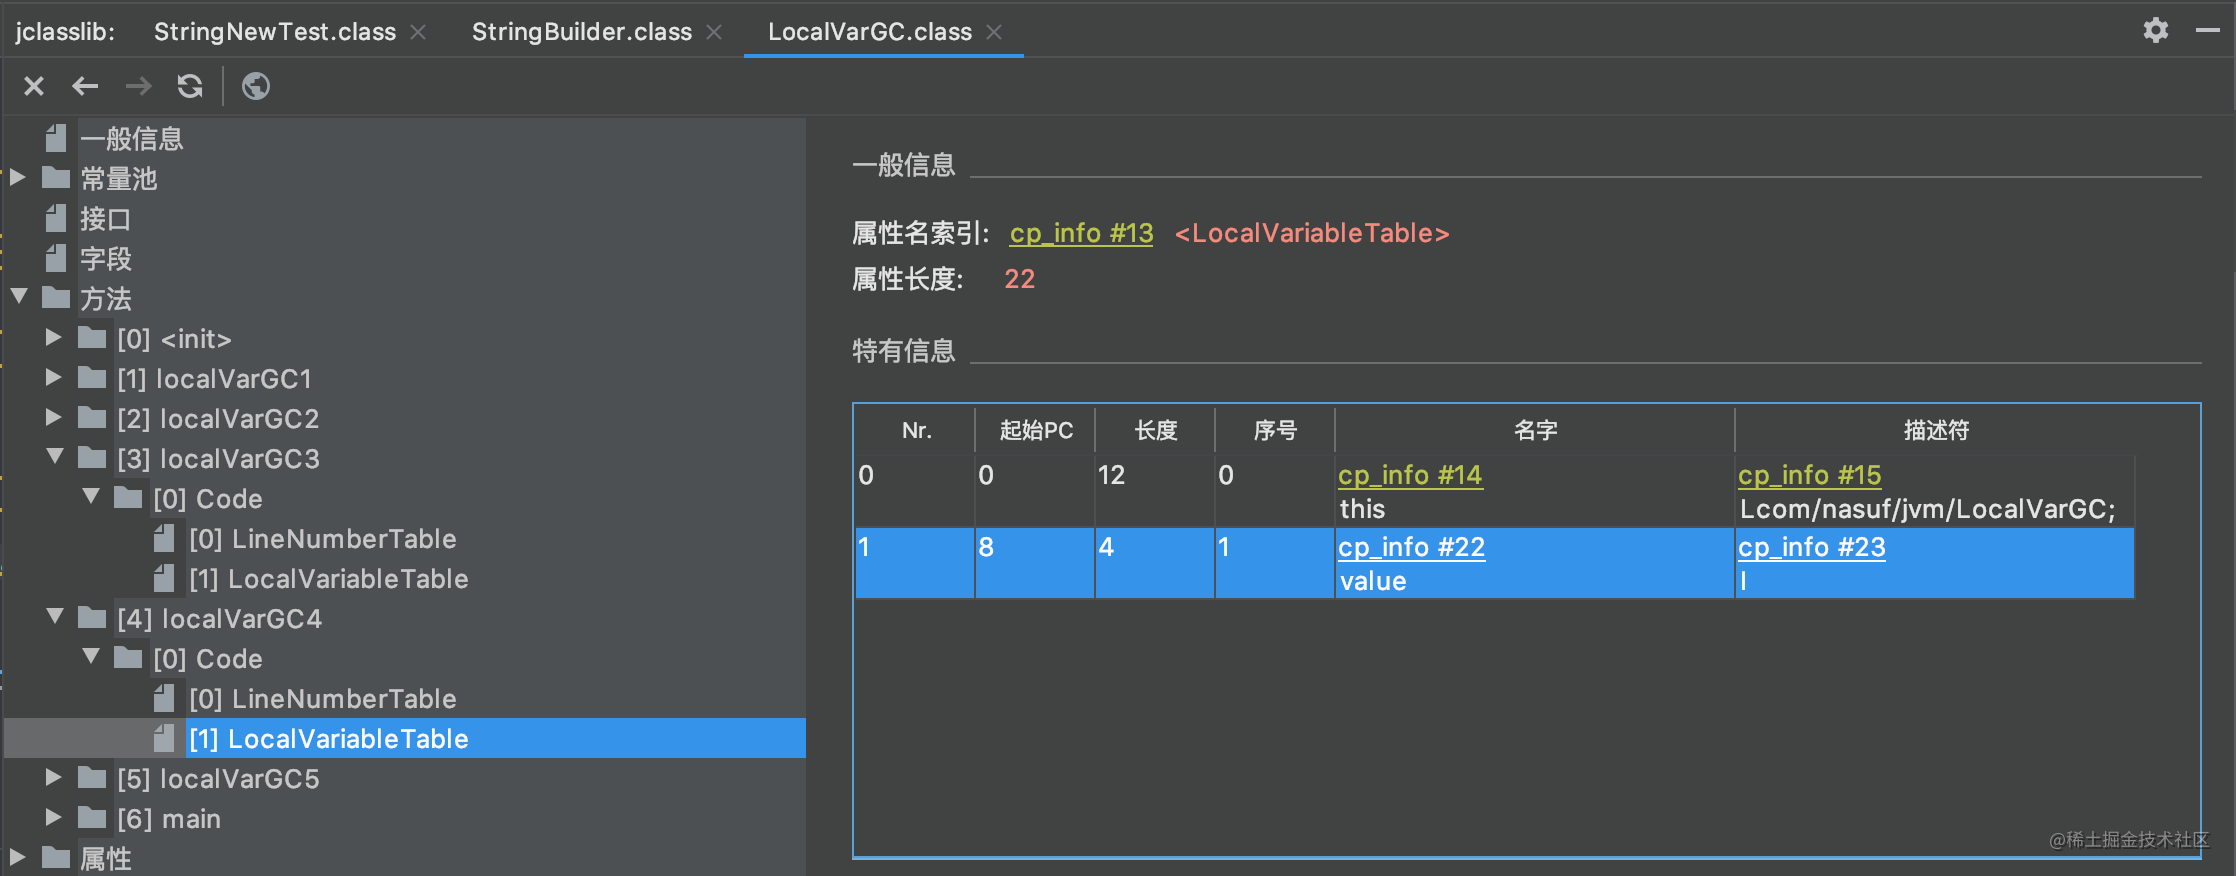 jclasslib: StringNewTest.class StringBuilder.class LocalVarGC.class
一般信息
常量池
接口
字段
方法
[0] <init>
[1] localVarGC1
[2] localVarGC2
[3] localVarGC3
[0] Code
[0] LineNumberTable
[1] LocalVariableTable
[4] localVarGC4
[0] Code
[0] LineNumberTable
[1] LocalVariableTable
[5] localVarGC5
[6] main
属性
一般信息
属性名索引: cp_info #13 <LocalVariableTable>
属性长度: 22
特有信息
Nr. 起始PC 长度 序号 名字 描述符
0 0 12 0 cp_info #14 cp_info #15
this Lcom/nasuf/jvm/LocalVarGC;
1 8 4 1 cp_info #22 cp_info #23
value I
@稀土掘金技术社区